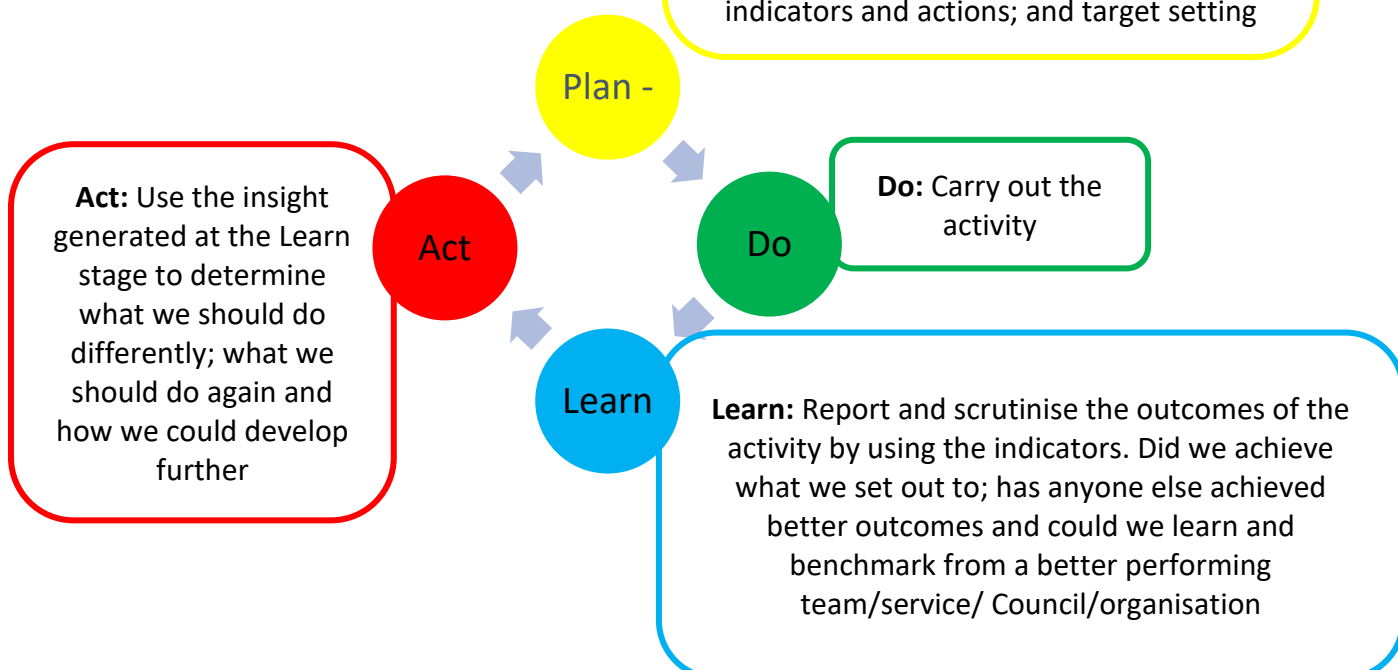 indicators and actions; and target setting
Plan -
Do
Do: Carry out the
activity
Act: Use the insight
generated at the Learn
stage to determine
what we should do
differently; what we
should do again and
how we could develop
further
Act
Learn
Learn: Report and scrutinise the outcomes of the
activity by using the indicators. Did we achieve
what we set out to; has anyone else achieved
better outcomes and could we learn and
benchmark from a better performing
team/service/ Council/organisation